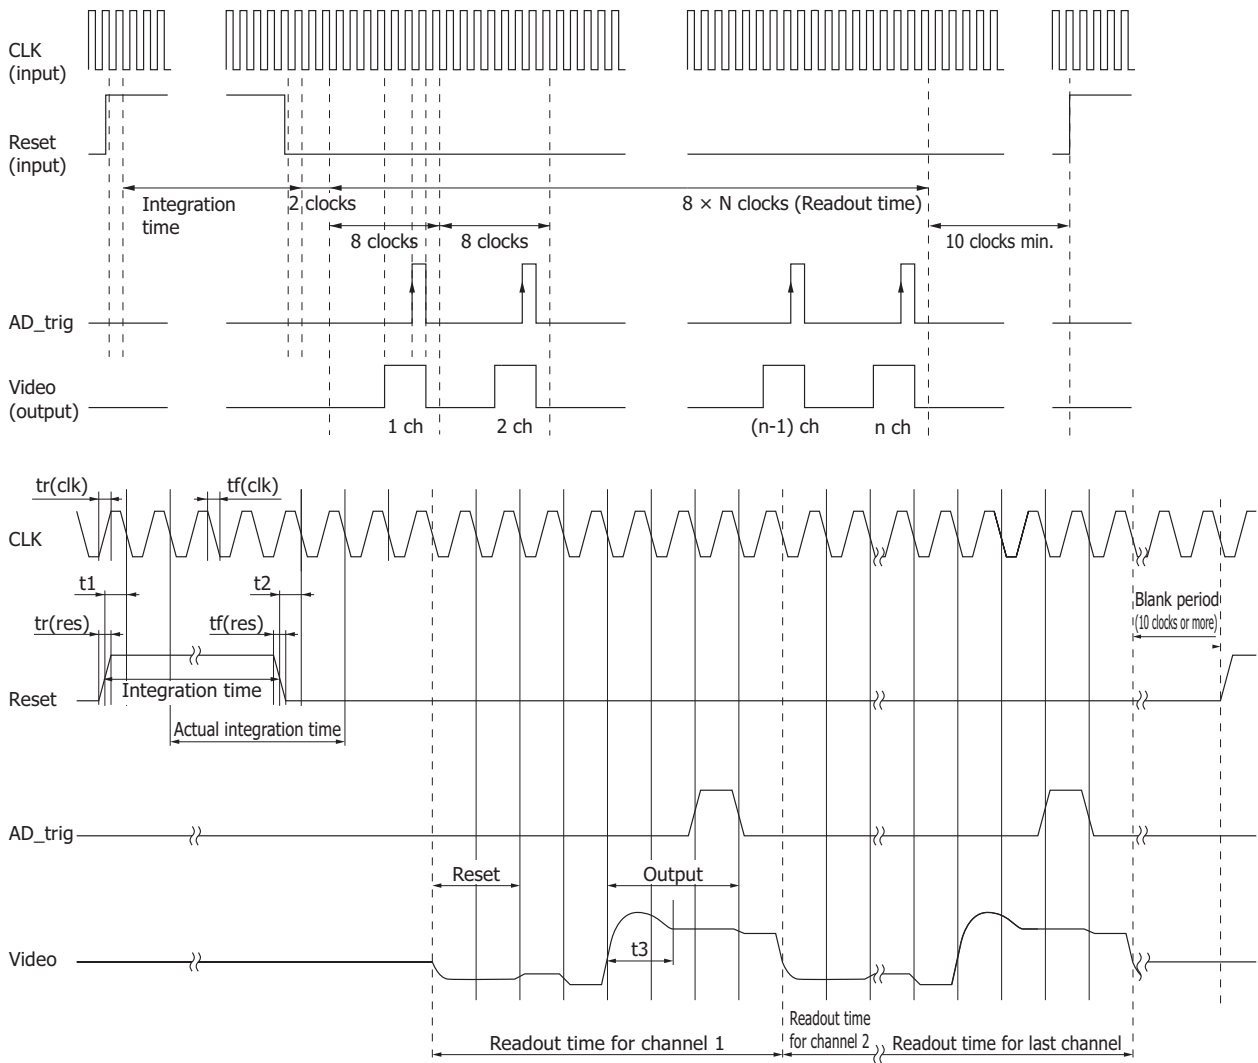 CLK
(input)
Reset
(input)
Integration
time
2 clocks
8 × N clocks (Readout time)
8 clocks
8 clocks
10 clocks min.
AD_trig
Video
(output)
1 ch
2 ch
(n-1) ch
n ch
tr(clk)
tf(clk)
CLK
t1
t2
Blank period
(10 clocks or more)
tr(res)
tf(res)
Integration time
Reset
Actual integration time
AD_trig
Reset
Output
Video
t3
Readout time for channel 1
Readout time
for channel 2
Readout time for last channel